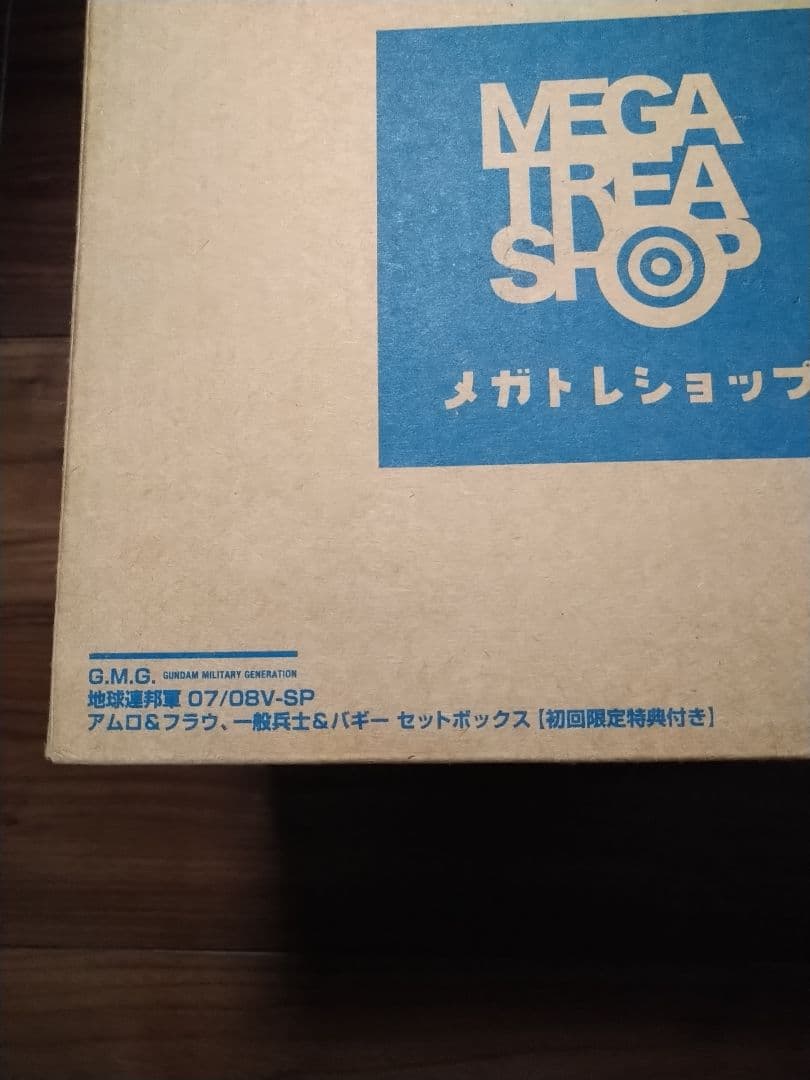 MEGA
TREA
SHOP
メガトレショップ
G.M.G. GUNDAM MILITARY GENERATION
地球連邦軍 07/08V-SP
アムロ&フラウ、一般兵士&バギー セットボックス【初回限定特典付き】